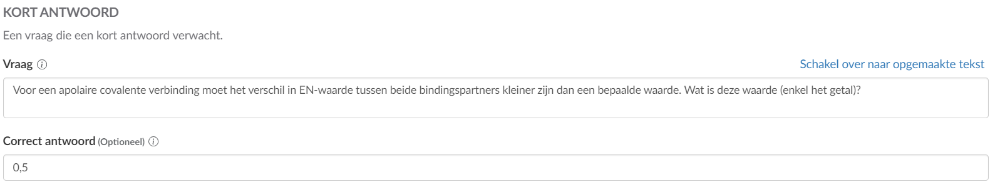 KORT ANTWOORD
Een vraag die een kort antwoord verwacht.
Vraag
Schakel over naar opgemaakte tekst
Voor een apolaire covalente verbinding moet het verschil in EN-waarde tussen beide bindingspartners kleiner zijn dan een bepaalde waarde. Wat is deze waarde (enkel het getal)?
Correct antwoord (Optioneel)
0,5